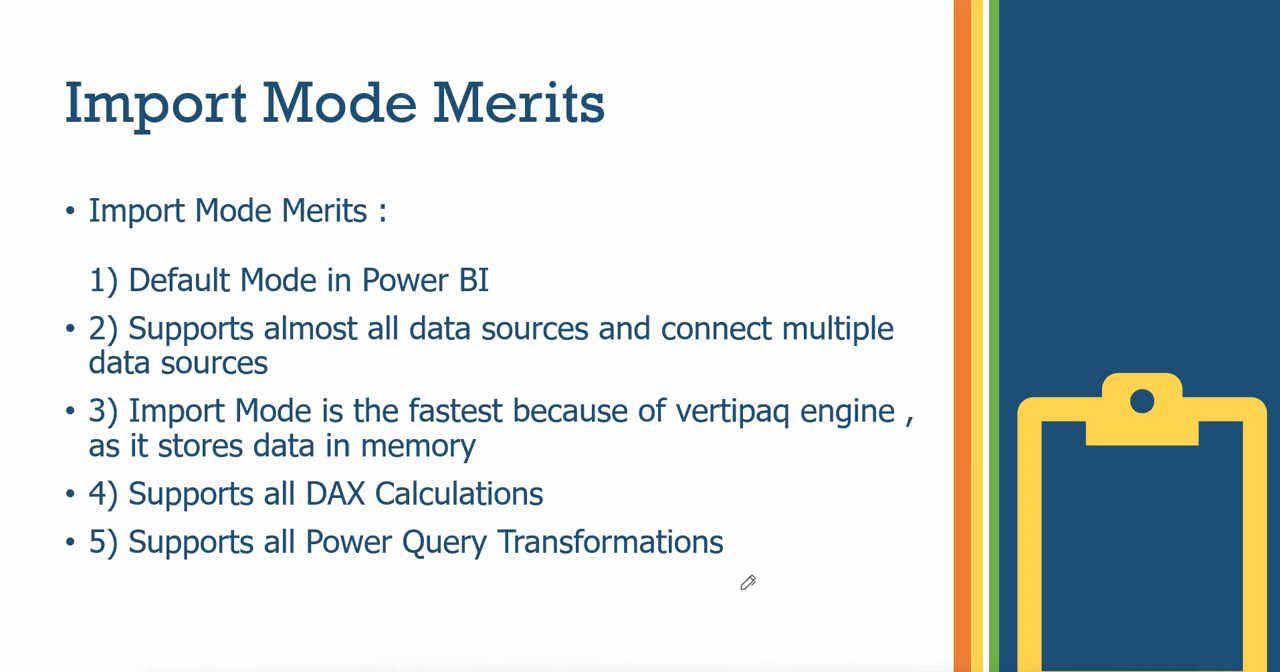 Import Mode Merits
• Import Mode Merits :
1) Default Mode in Power BI
• 2) Supports almost all data sources and connect multiple
data sources
• 3) Import Mode is the fastest because of vertipaq engine ,
as it stores data in memory
• 4) Supports all DAX Calculations
• 5) Supports all Power Query Transformations